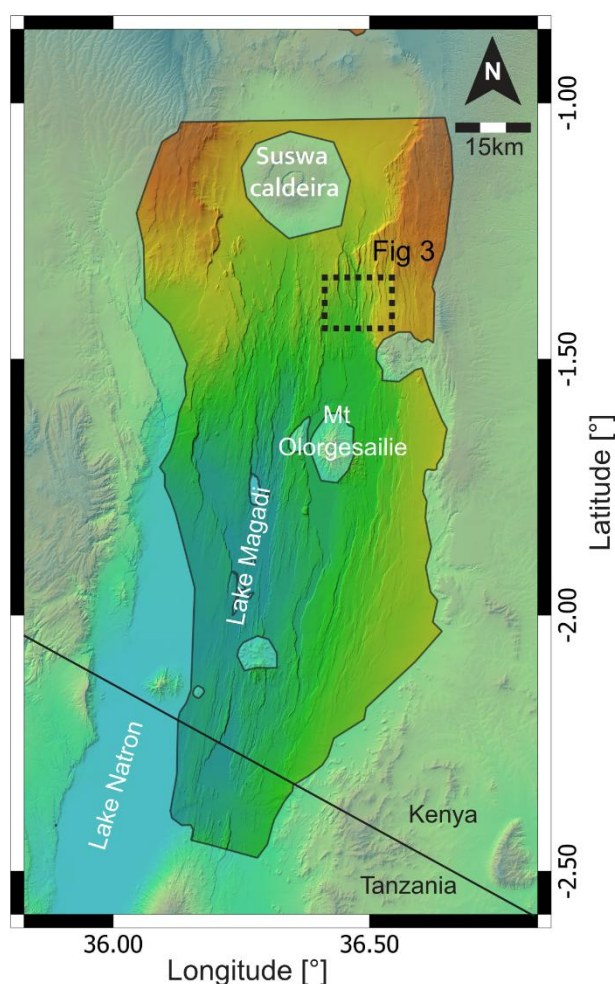 N
15km
-1.00
Suswa
caldeira
Fig 3
-1.50
Mt
Olorgesailie
Latitude [°]
Lake Magadi
-2.00
Lake Natron
Kenya
Tanzania
-2.50
36.00
36.50
Longitude [°]